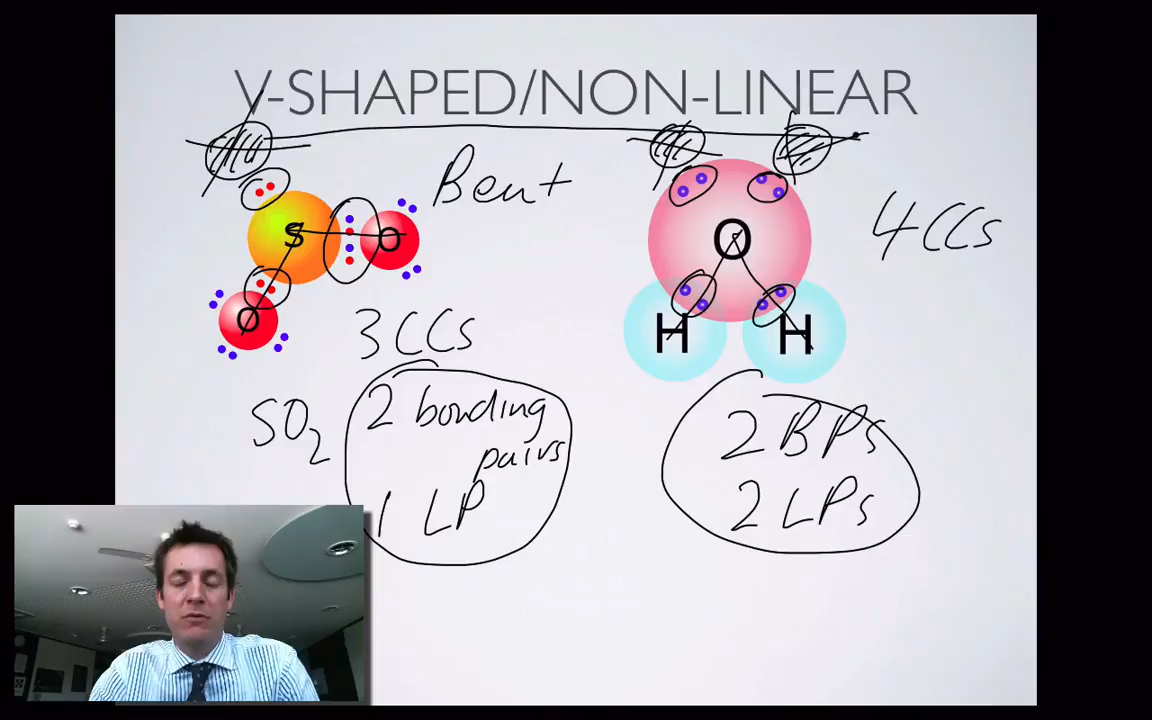 V-SHAPED/NON-LINEAR
Bent
S
O
O
3 CCs
SO2
2 bonding
pairs
1 LP
O
H
H
4 CCs
2 BPs
2 LPs